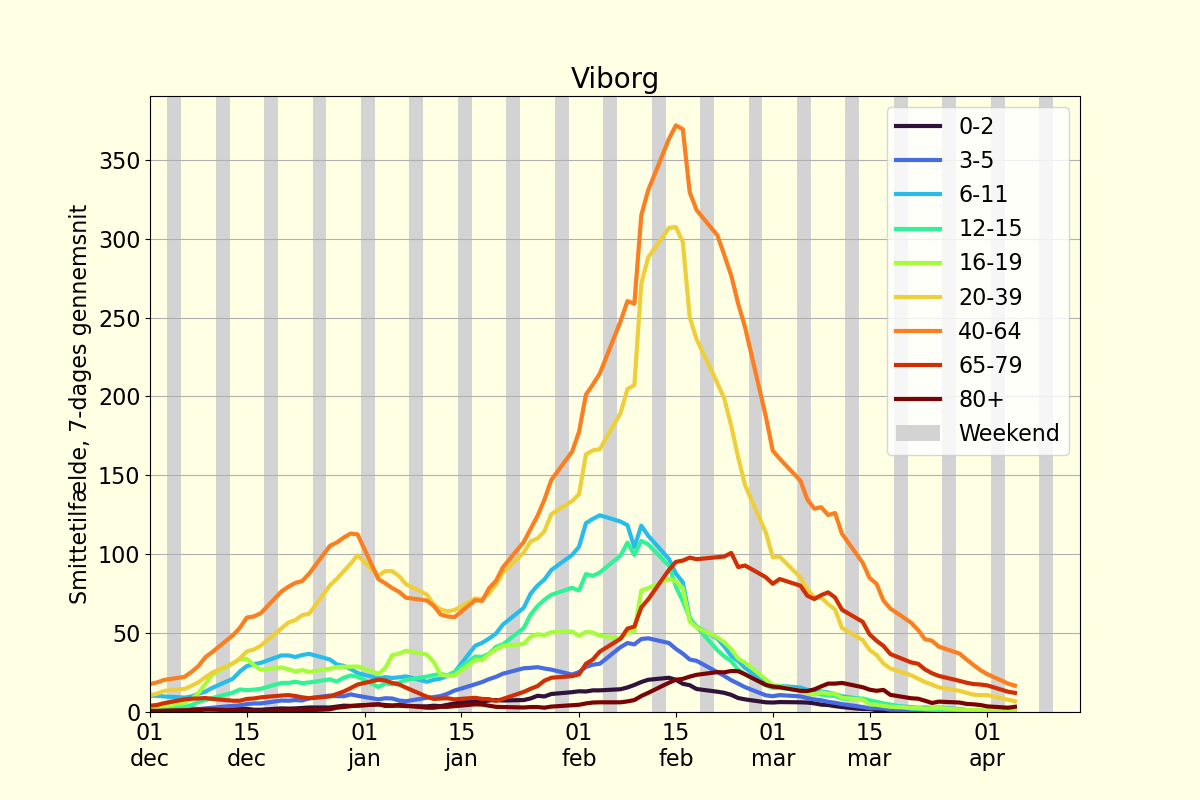 Viborg
Smittetilfælde, 7-dages gennemsnit
350
300
250
200
150
100
50
0
01 dec
15 dec
01 jan
15 jan
01 feb
15 feb
01 mar
15 mar
01 apr
0-2
3-5
6-11
12-15
16-19
20-39
40-64
65-79
80+
Weekend